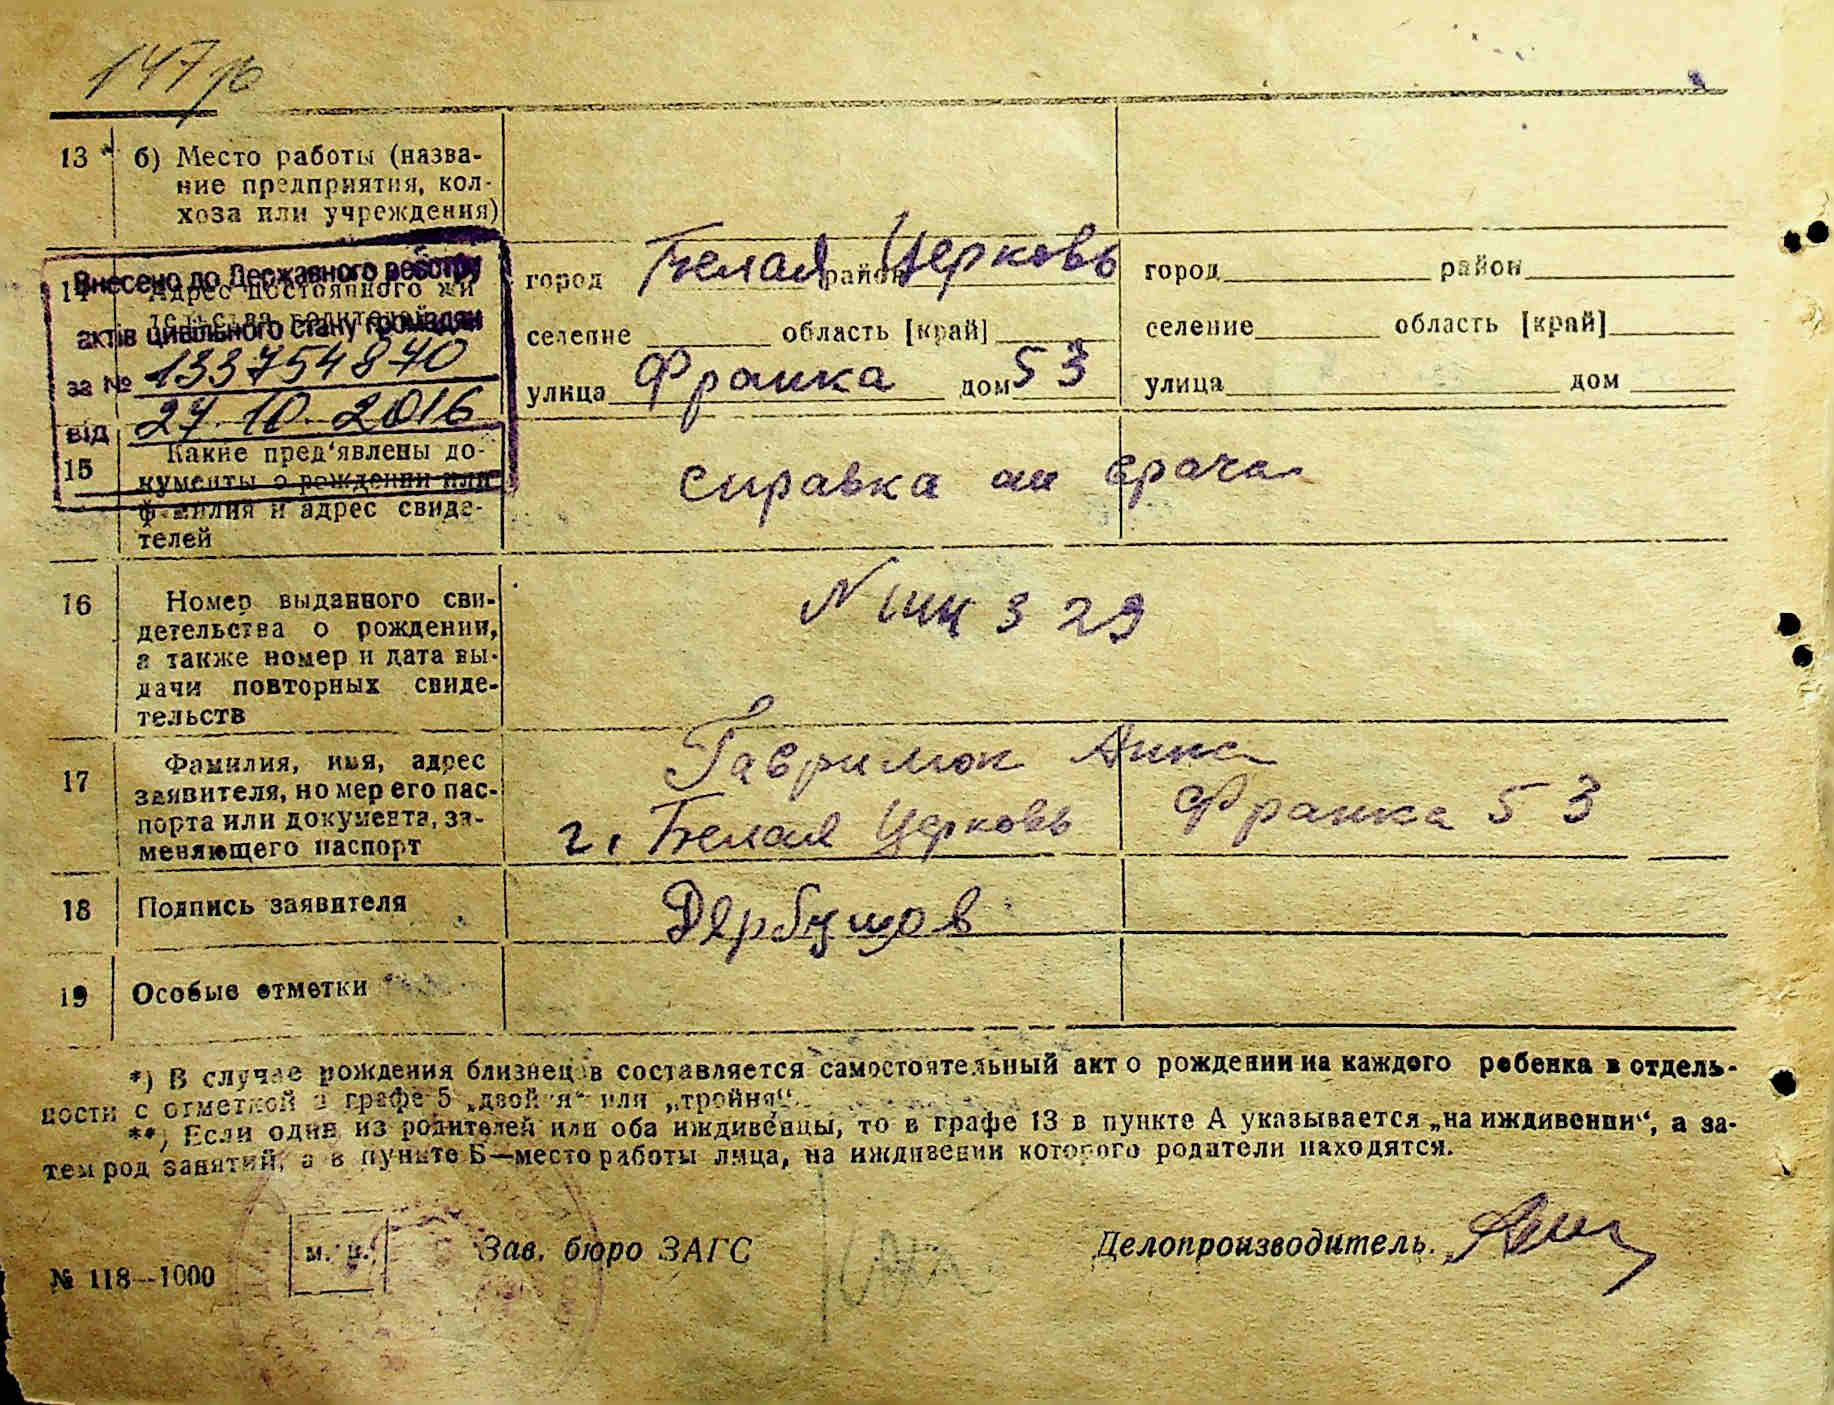 147
13 б) Место работы (назва-
ние предприятия, кол-
хоза или учреждения)
Внесено до Державного реєстру
актів цивільного стану громадян
за № 133754870
від 27.10.2016
14 Адрес постоянного жи
тельства родителей
город Белая Церковь район
селение область [край]
улица Франка дом 53
город район
селение область [край]
улица дом
15 Какие пред'явлены до-
кументы о рождении или
фамилия и адрес свиде-
телей
справка врача
16 Номер выданного сви-
детельства о рождении,
а также номер и дата вы-
дачи повторных свиде-
тельств
N 329
17 Фамилия, имя, адрес
заявителя, номер его пас-
порта или документа, за-
меняющего паспорт
Гаврилюк Анна
г. Белая Церковь Франка 53
18 Подпись заявителя
19 Особые отметки
*) В случае рождения близнецов составляется самостоятельный акт о рождении на каждого ребенка в отдель-
ности с отметкой в графе 5 „двойня“ или „тройня“.
**) Если один из родителей или оба иждивенцы, то в графе 13 в пункте А указывается „на иждивении“, а за-
тем род занятий, а в пункте Б—место работы лица, на иждивении которого родители находятся.
м. п. Зав. бюро ЗАГС Делопроизводитель.
№ 118—1000